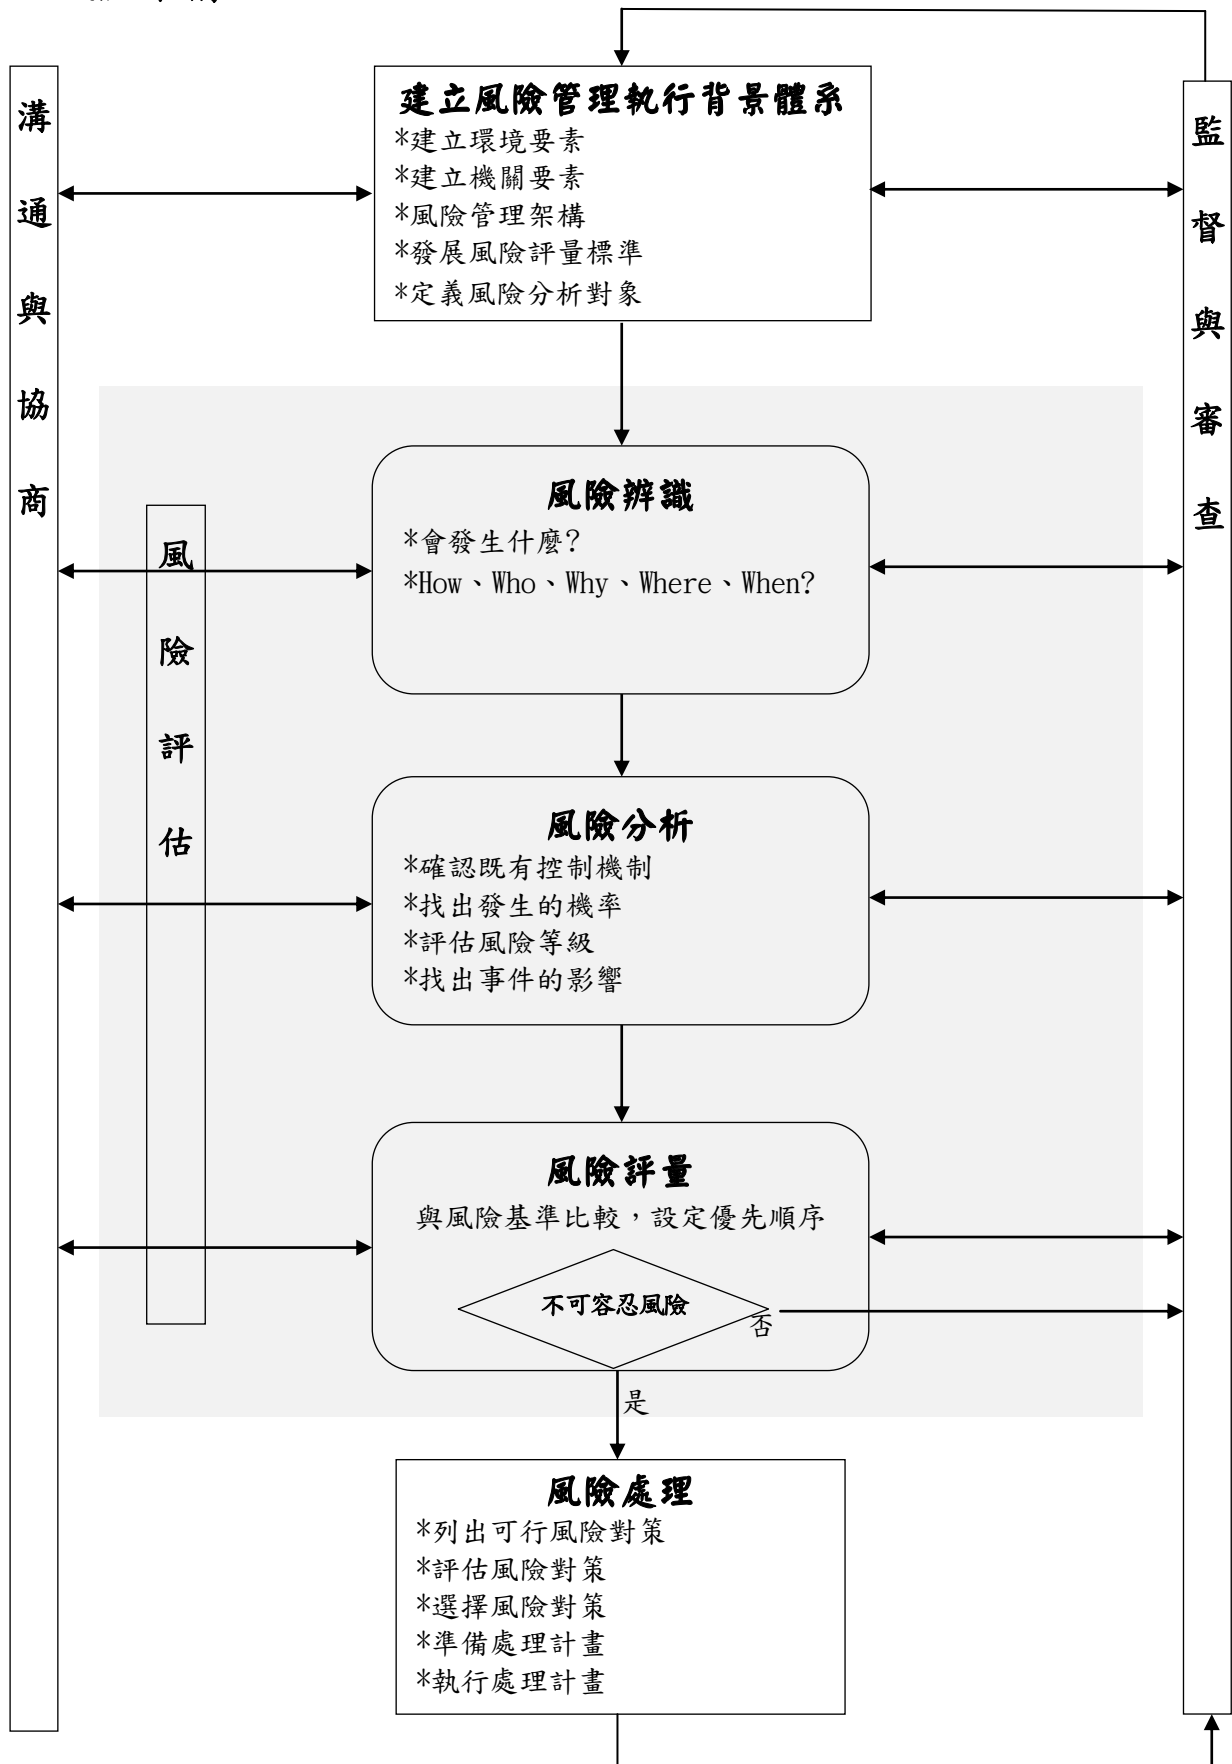 建立風險管理執行背景體系
*建立環境要素
*建立機關要素
*風險管理架構
*發展風險評量標準
*定義風險分析對象
溝通與協商
監督與審查
風險評估
風險辨識
*會發生什麼?
*How、Who、Why、Where、When?
風險分析
*確認既有控制機制
*找出發生的機率
*評估風險等級
*找出事件的影響
風險評量
與風險基準比較，設定優先順序
不可容忍風險
否
是
風險處理
*列出可行風險對策
*評估風險對策
*選擇風險對策
*準備處理計畫
*執行處理計畫